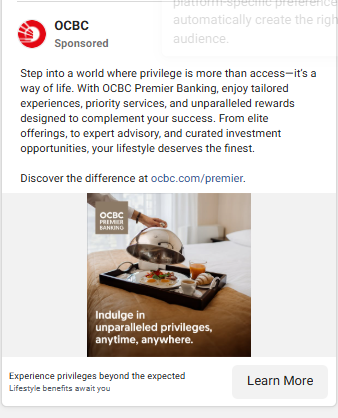 platform-specific preference
automatically create the righ
audience.
OCBC
Sponsored
Step into a world where privilege is more than access—it's a
way of life. With OCBC Premier Banking, enjoy tailored
experiences, priority services, and unparalleled rewards
designed to complement your success. From elite
offerings, to expert advisory, and curated investment
opportunities, your lifestyle deserves the finest.
Discover the difference at ocbc.com/premier.
OCBC
PREMIER
BANKING
Indulge in
unparalleled privileges,
anytime, anywhere.
Experience privileges beyond the expected
Lifestyle benefits await you
Learn More